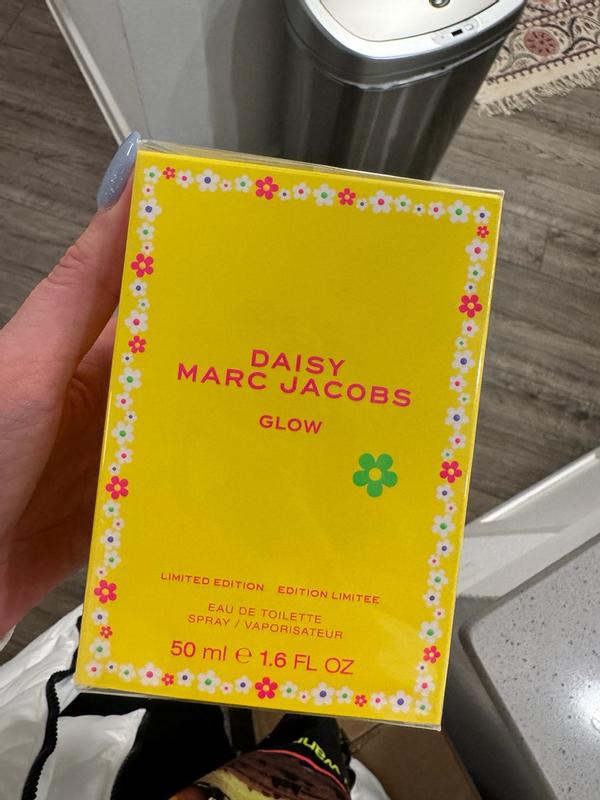 DAISY
MARC JACOBS
GLOW
LIMITED EDITION EDITION LIMITEE
EAU DE TOILETTE
SPRAY / VAPORISATEUR
50 ml ℮ 1.6 FL OZ